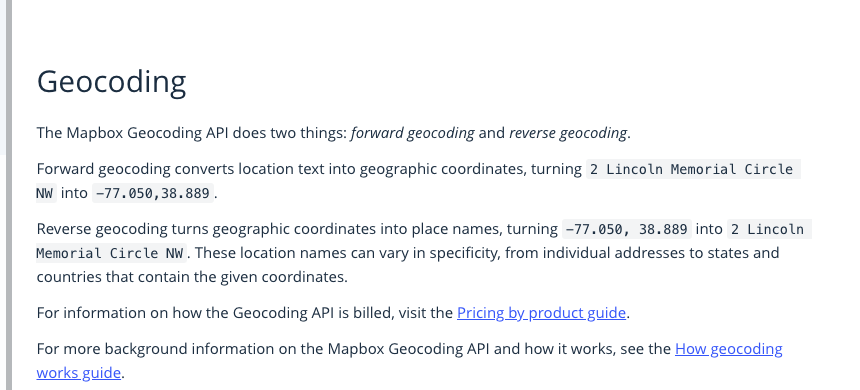 Geocoding
The Mapbox Geocoding API does two things: forward geocoding and reverse geocoding.
Forward geocoding converts location text into geographic coordinates, turning 2 Lincoln Memorial Circle
NW into -77.050,38.889.
Reverse geocoding turns geographic coordinates into place names, turning -77.050, 38.889 into 2 Lincoln
Memorial Circle NW. These location names can vary in specificity, from individual addresses to states and
countries that contain the given coordinates.
For information on how the Geocoding API is billed, visit the Pricing by product guide.
For more background information on the Mapbox Geocoding API and how it works, see the How geocoding
works guide.